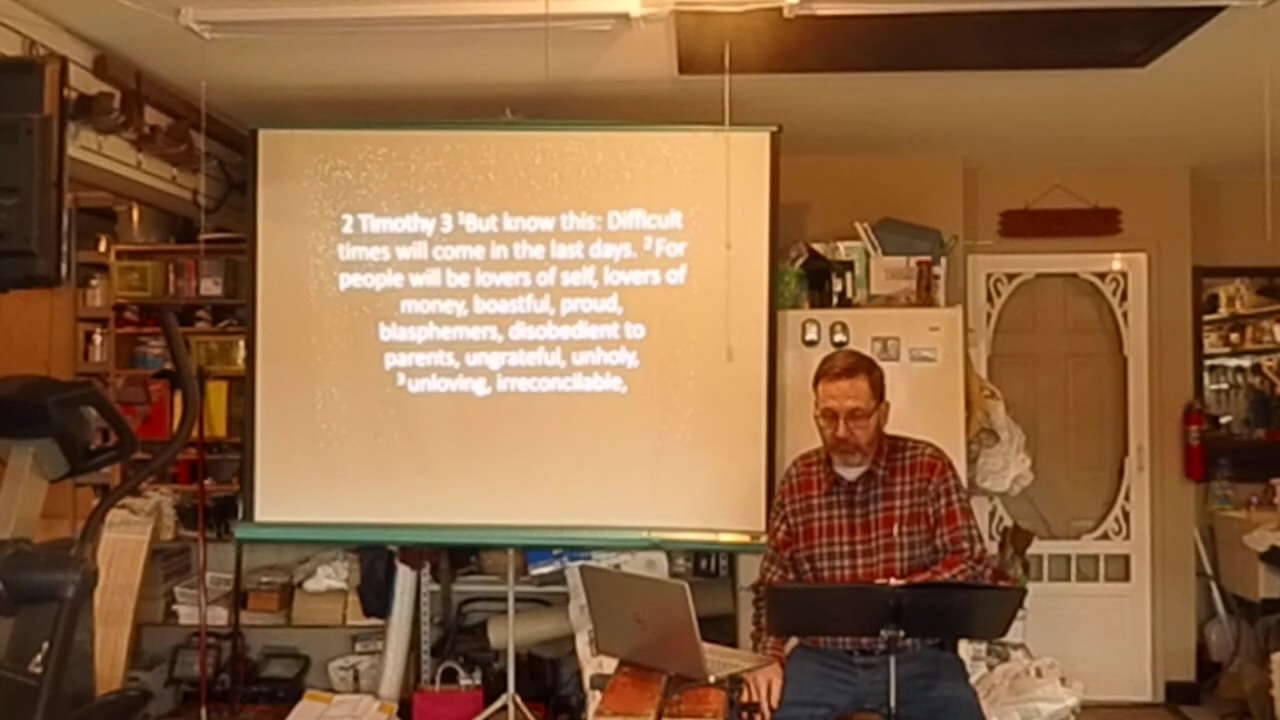 2 Timothy 3 ¹But know this: Difficult
times will come in the last days. ²For
people will be lovers of self, lovers of
money, boastful, proud,
blasphemers, disobedient to
parents, ungrateful, unholy,
³unloving, irreconcilable,